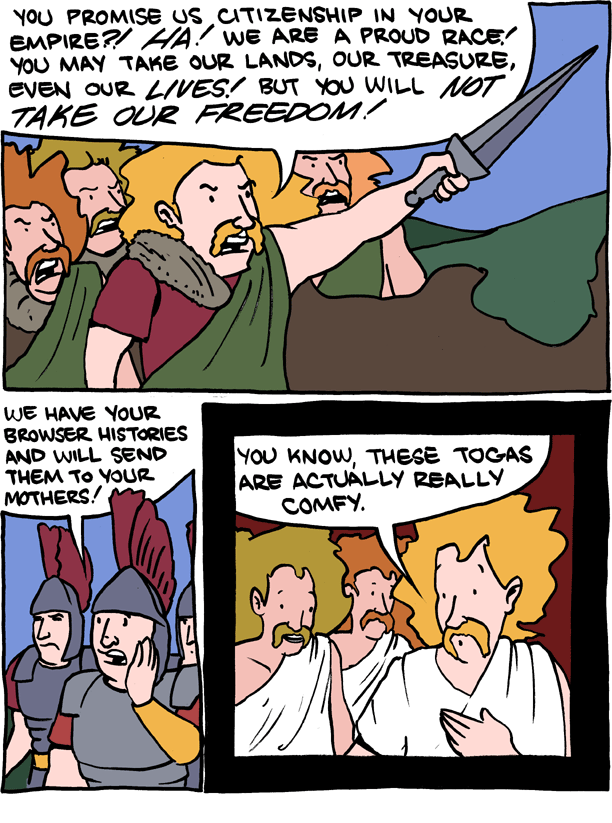 YOU PROMISE US CITIZENSHIP IN YOUR
EMPIRE?! HA! WE ARE A PROUD RACE!
YOU MAY TAKE OUR LANDS, OUR TREASURE,
EVEN OUR LIVES! BUT YOU WILL NOT
TAKE OUR FREEDOM!
WE HAVE YOUR
BROWSER HISTORIES
AND WILL SEND
THEM TO YOUR
MOTHERS!
YOU KNOW, THESE TOGAS
ARE ACTUALLY REALLY
COMFY.